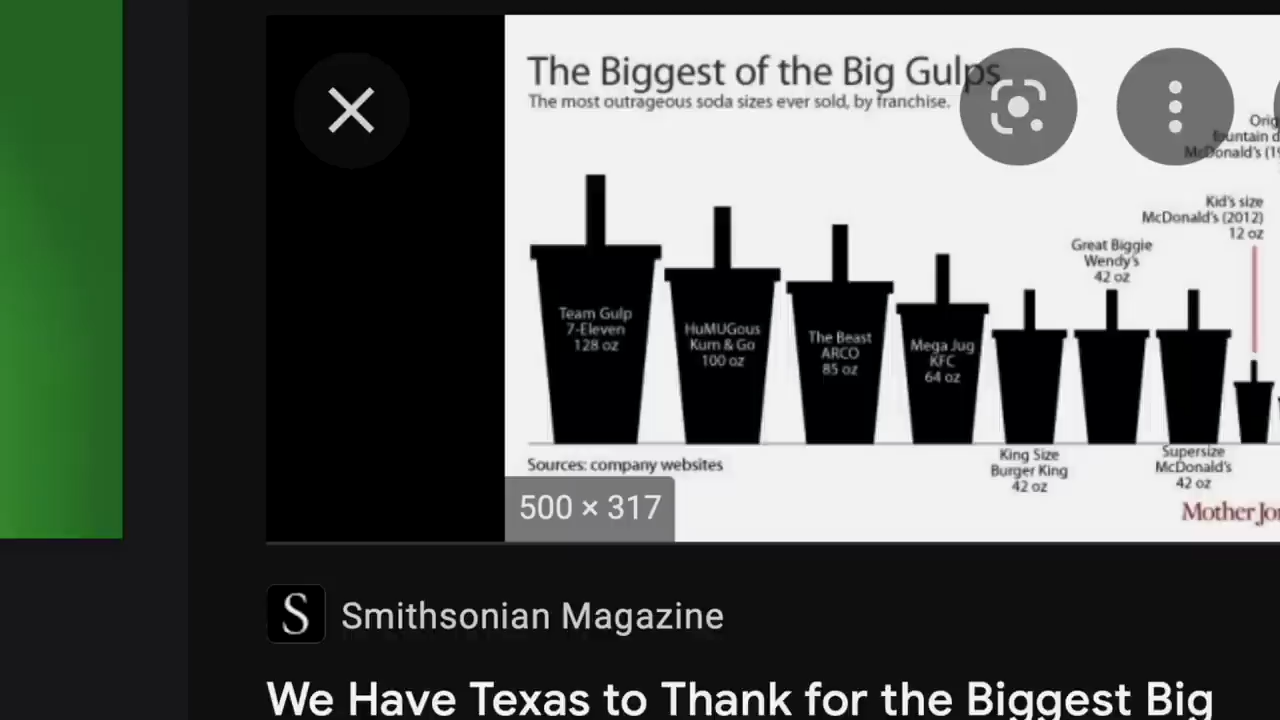 The Biggest of the Big Gulps
The most outrageous soda sizes ever sold, by franchise.
fountain d
McDonald's
Kid's size
McDonald's (2012)
12 oz
Great Biggie
Wendy's
42 oz
Team Gulp
7-Eleven
128 oz
HuMUGous
Kum & Go
100 oz
The Beast
ARCO
85 oz
Mega Jug
KFC
64 oz
King Size
Burger King
42 oz
Supersize
McDonald's
42 oz
Sources: company websites
500 × 317
Mother
S
Smithsonian Magazine
We Have Texas to Thank for the Biggest Big